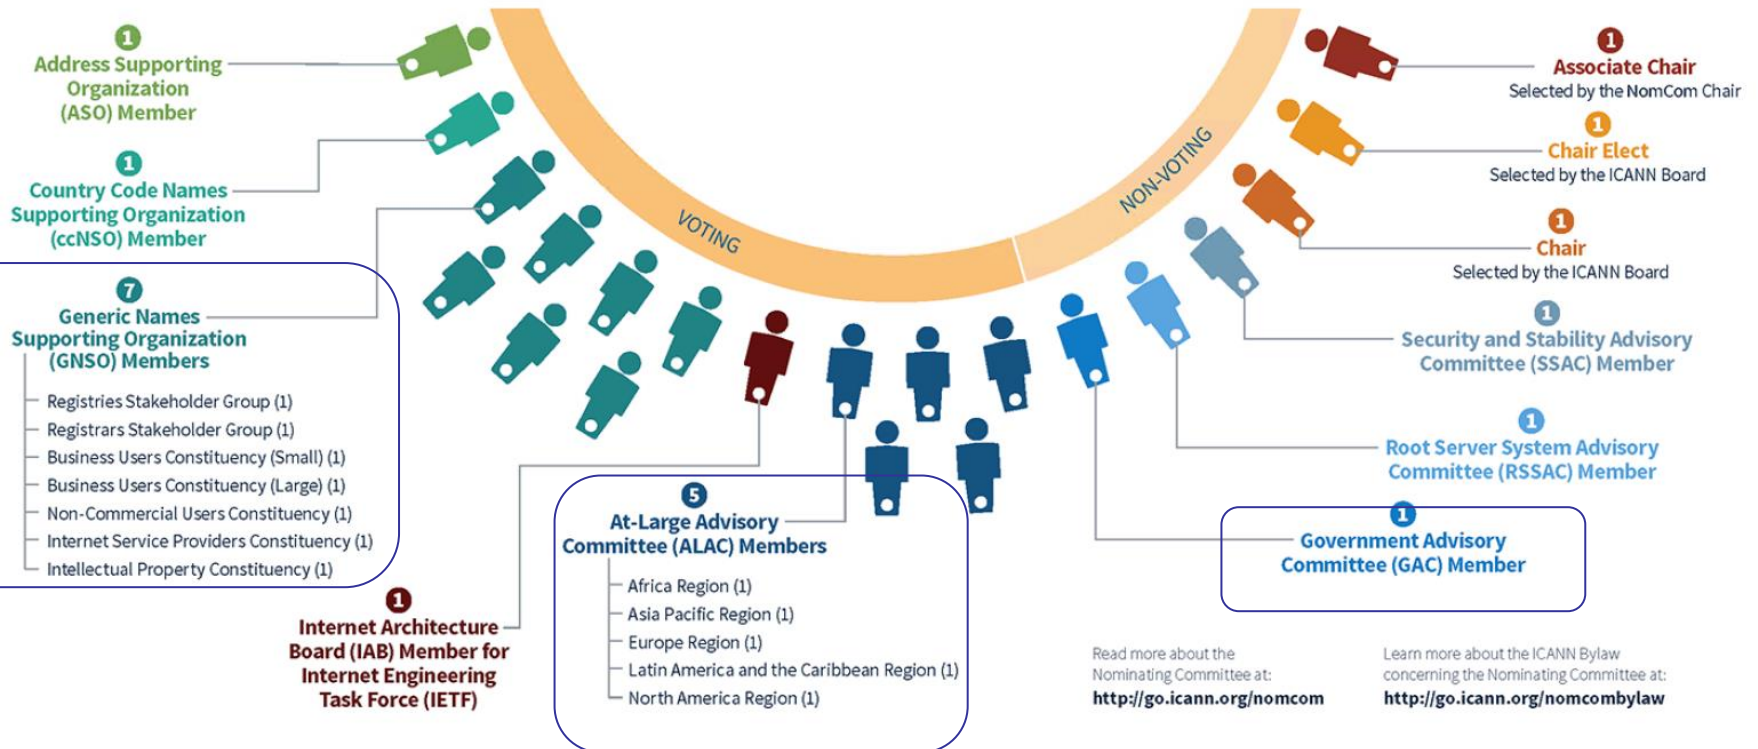 1
Address Supporting
Organization
(ASO) Member
1
Country Code Names
Supporting Organization
(ccNSO) Member
7
Generic Names
Supporting Organization
(GNSO) Members
Registries Stakeholder Group (1)
Registrars Stakeholder Group (1)
Business Users Constituency (Small) (1)
Business Users Constituency (Large) (1)
Non-Commercial Users Constituency (1)
Internet Service Providers Constituency (1)
Intellectual Property Constituency (1)
1
Internet Architecture
Board (IAB) Member for
Internet Engineering
Task Force (IETF)
VOTING
NON-VOTING
5
At-Large Advisory
Committee (ALAC) Members
Africa Region (1)
Asia Pacific Region (1)
Europe Region (1)
Latin America and the Caribbean Region (1)
North America Region (1)
1
Associate Chair
Selected by the NomCom Chair
1
Chair Elect
Selected by the ICANN Board
1
Chair
Selected by the ICANN Board
1
Security and Stability Advisory
Committee (SSAC) Member
1
Root Server System Advisory
Committee (RSSAC) Member
1
Government Advisory
Committee (GAC) Member
Read more about the
Nominating Committee at:
http://go.icann.org/nomcom
Learn more about the ICANN Bylaw
concerning the Nominating Committee at:
http://go.icann.org/nomcombylaw